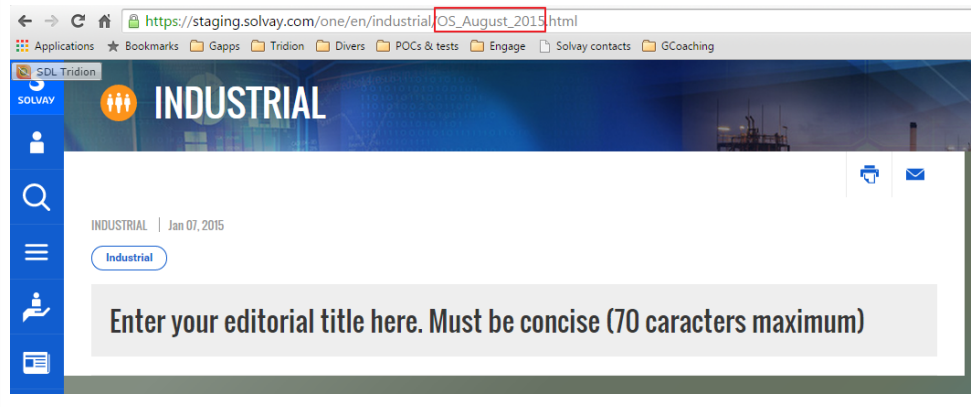 https://staging.solvay.com/one/en/industrial/OS_August_2015.html
Applications Bookmarks Gapps Tridion Divers POCs & tests Engage Solvay contacts GCoaching
SDL Tridion
SOLVAY
INDUSTRIAL
INDUSTRIAL | Jan 07, 2015
Industrial
Enter your editorial title here. Must be concise (70 caracters maximum)